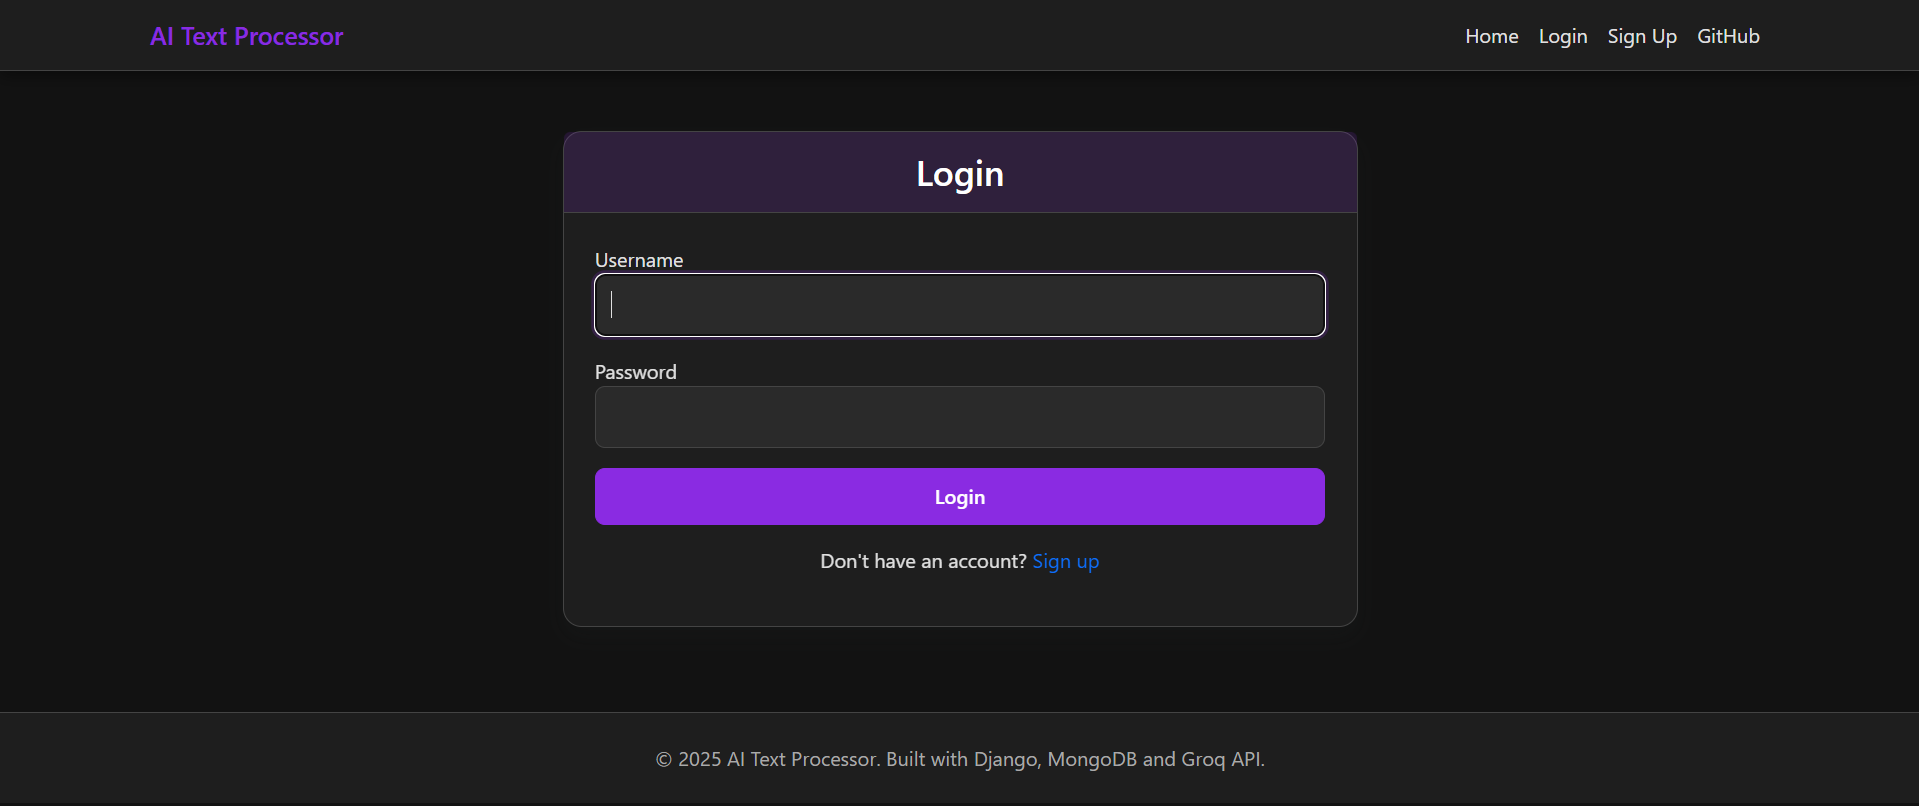 AI Text Processor
Home Login Sign Up GitHub
Login
Username
Password
Login
Don't have an account? Sign up
© 2025 AI Text Processor. Built with Django, MongoDB and Groq API.